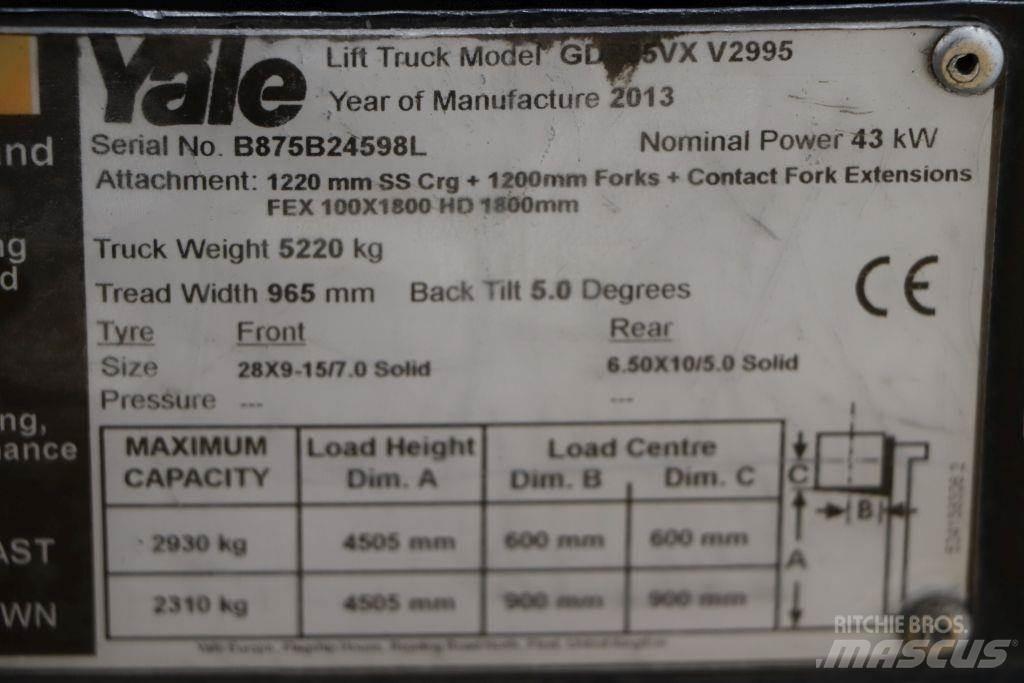 Yale
Lift Truck Model GD 5VX V2995
Year of Manufacture 2013
Serial No. B875B24598L Nominal Power 43 kW
Attachment: 1220 mm SS Crg + 1200mm Forks + Contact Fork Extensions
FEX 100X1800 HD 1800mm
Truck Weight 5220 kg
Tread Width 965 mm Back Tilt 5.0 Degrees
Tyre Front Rear
Size 28X9-15/7.0 Solid 6.50X10/5.0 Solid
Pressure --- ---
MAXIMUM CAPACITY Load Height Dim. A Load Centre
Dim. B Dim. C
2930 kg 4505 mm 600 mm 600 mm
2310 kg 4505 mm 900 mm 900 mm
C
B
A
nd
ng
d
ng,
nance
AST
WN
RITCHIE BROS.
MASCUS